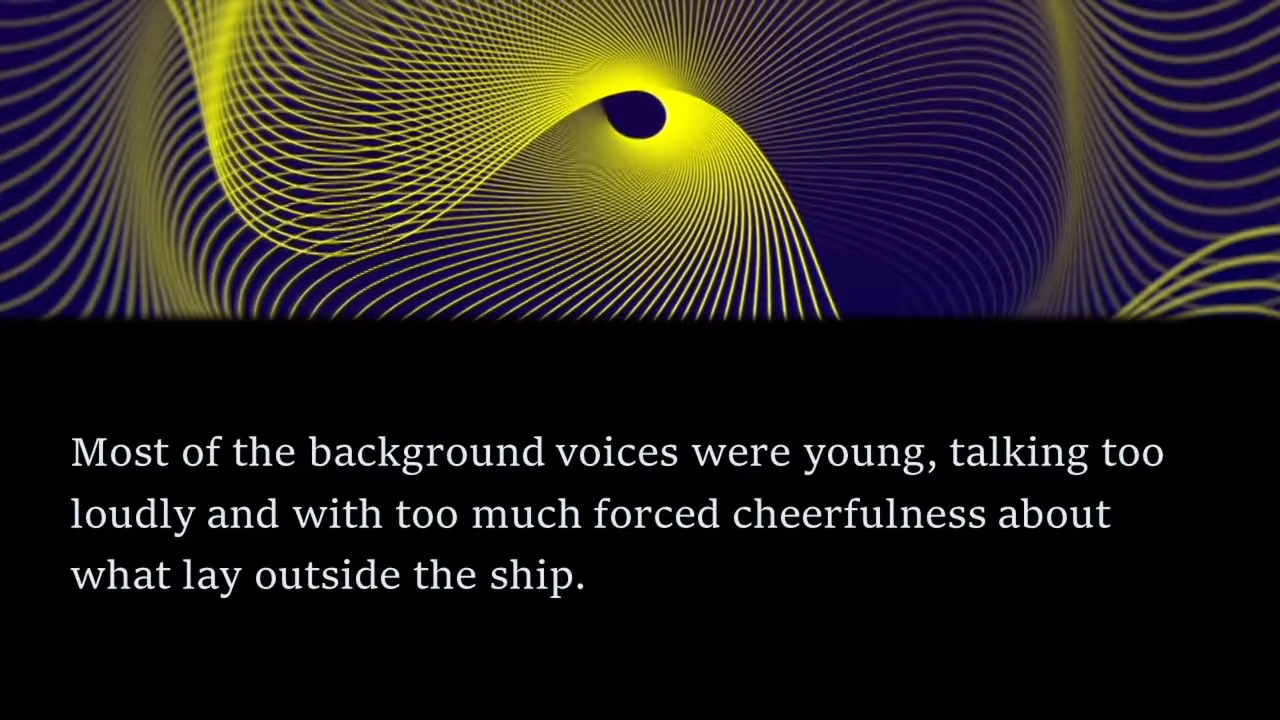 Most of the background voices were young, talking too
loudly and with too much forced cheerfulness about
what lay outside the ship.